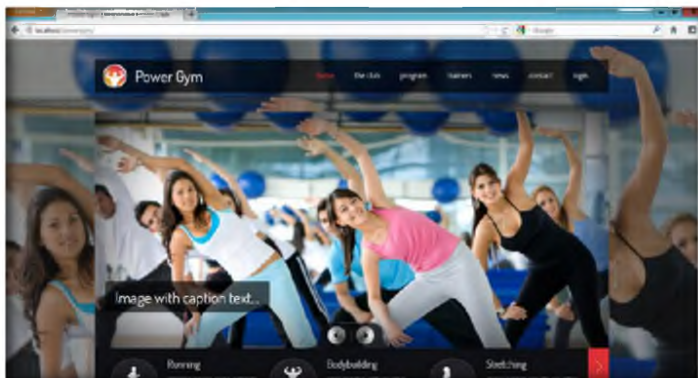 Power Gym
home the club program trainers news contact login
Image with caption text...
Running Bodybuilding Stretching